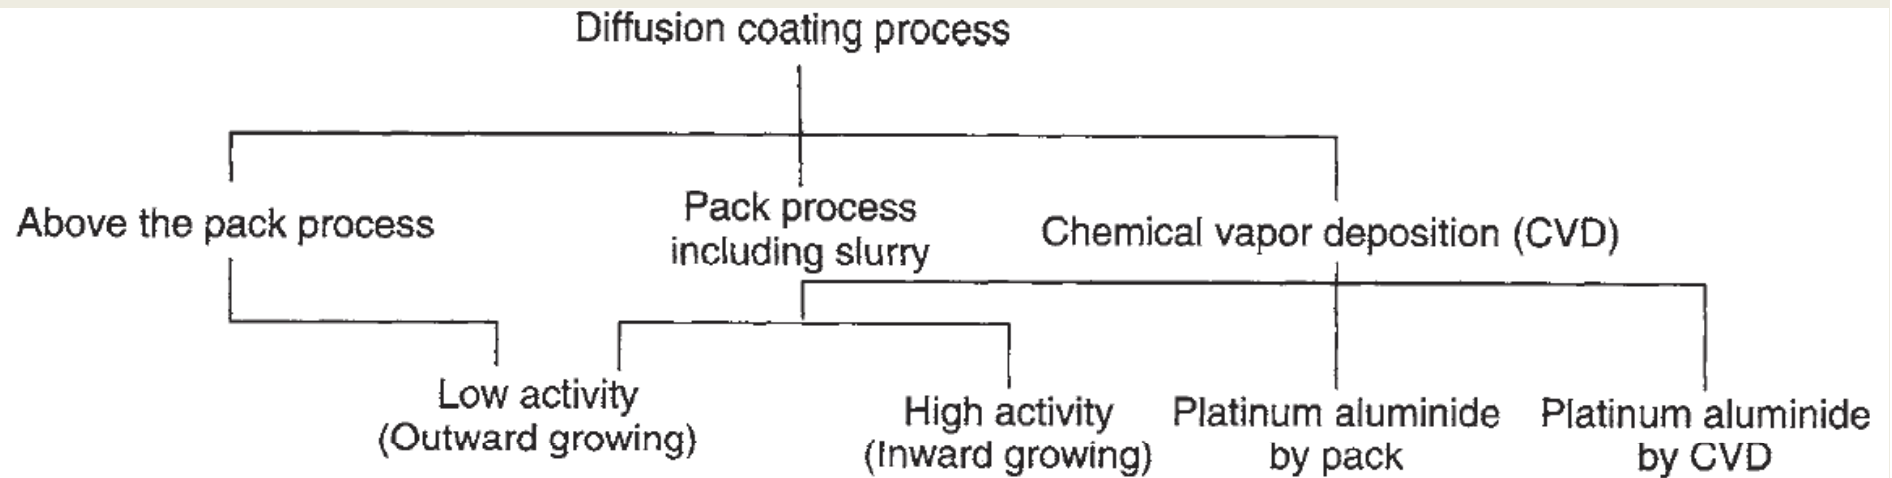 Diffusion coating process
Above the pack process
Pack process
including slurry
Chemical vapor deposition (CVD)
Low activity
(Outward growing)
High activity
(Inward growing)
Platinum aluminide
by pack
Platinum aluminide
by CVD